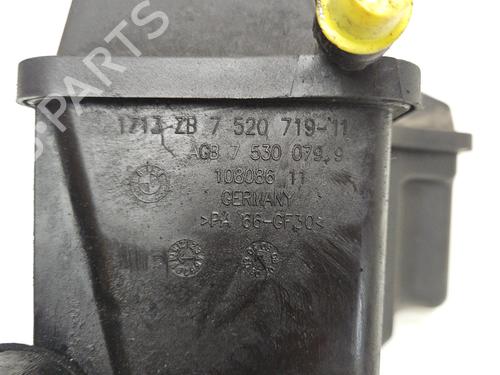 1713-ZB 7 520 719-11
AGB 7 530 079.9
108086 11
GERMANY
>PA 66-GF30<